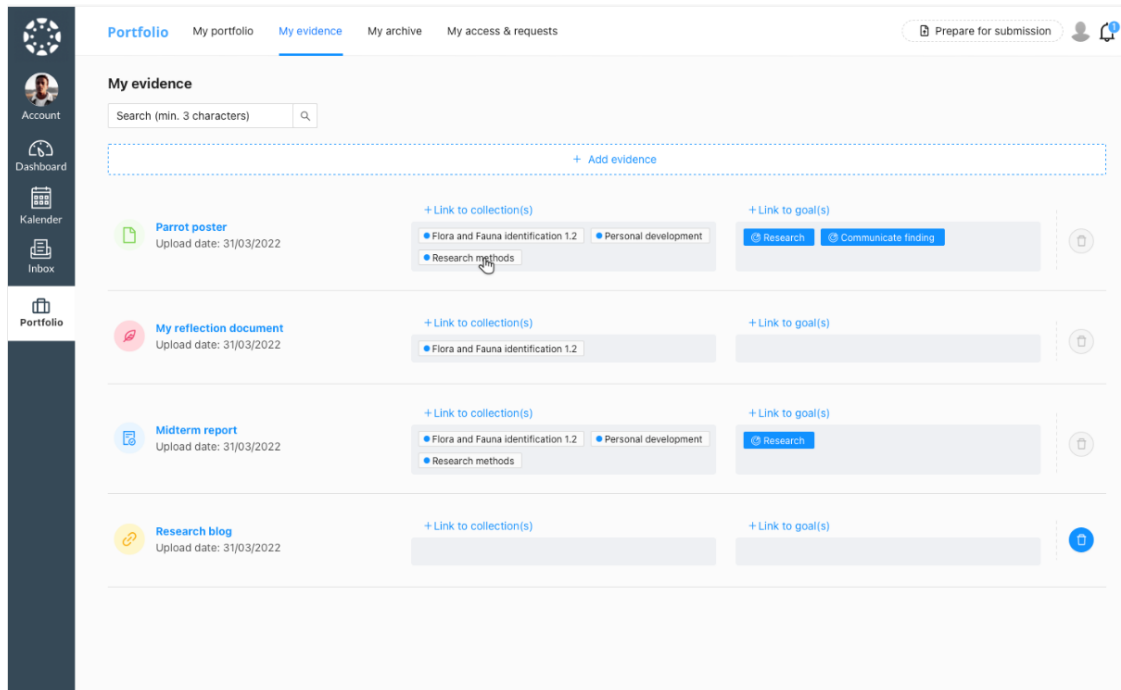 Portfolio My portfolio My evidence My archive My access & requests Prepare for submission 1
Account
Dashboard
Kalender
Inbox
Portfolio
My evidence
Search (min. 3 characters)
+ Add evidence
+Link to collection(s) +Link to goal(s)
Parrot poster
Upload date: 31/03/2022
Flora and Fauna identification 1.2 Personal development Research Communicate finding
Research methods
+Link to collection(s) +Link to goal(s)
My reflection document
Upload date: 31/03/2022
Flora and Fauna identification 1.2
+Link to collection(s) +Link to goal(s)
Midterm report
Upload date: 31/03/2022
Flora and Fauna identification 1.2 Personal development Research
Research methods
+Link to collection(s) +Link to goal(s)
Research blog
Upload date: 31/03/2022